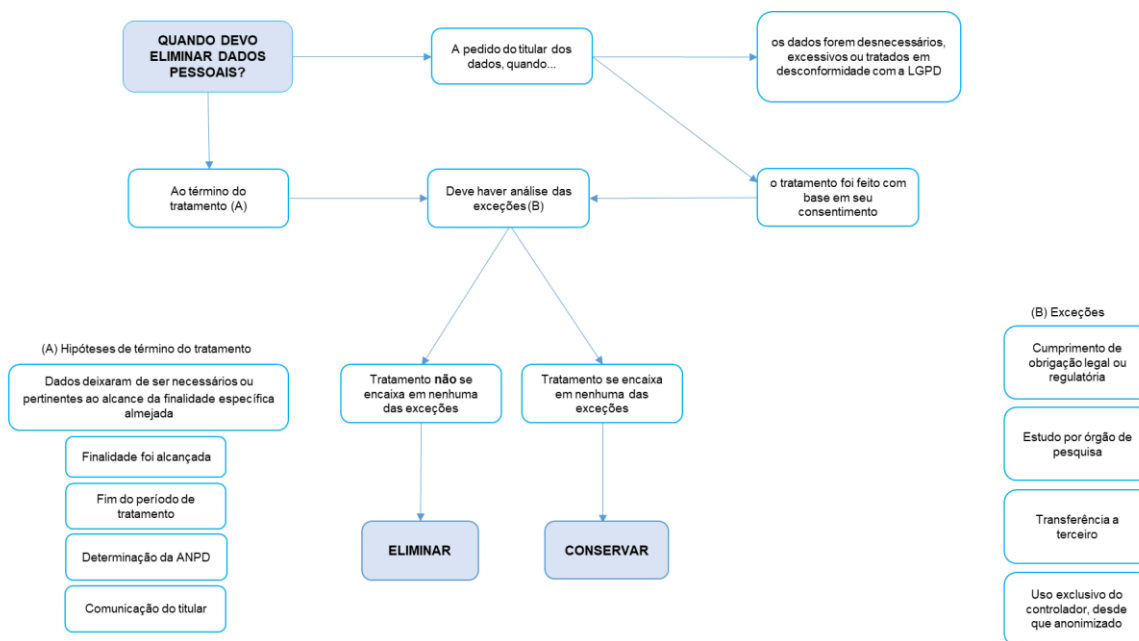 QUANDO DEVO
ELIMINAR DADOS
PESSOAIS?
A pedido do titular dos
dados, quando...
os dados forem desnecessários,
excessivos ou tratados em
desconformidade com a LGPD
Ao término do
tratamento (A)
Deve haver análise das
exceções (B)
o tratamento foi feito com
base em seu
consentimento
(A) Hipóteses de término do tratamento
Dados deixaram de ser necessários ou
pertinentes ao alcance da finalidade específica
almejada
Finalidade foi alcançada
Fim do período de
tratamento
Determinação da ANPD
Comunicação do titular
Tratamento não se
encaixa em nenhuma
das exceções
Tratamento se encaixa
em nenhuma das
exceções
ELIMINAR
CONSERVAR
(B) Exceções
Cumprimento de
obrigação legal ou
regulatória
Estudo por órgão de
pesquisa
Transferência a
terceiro
Uso exclusivo do
controlador, desde
que anonimizado